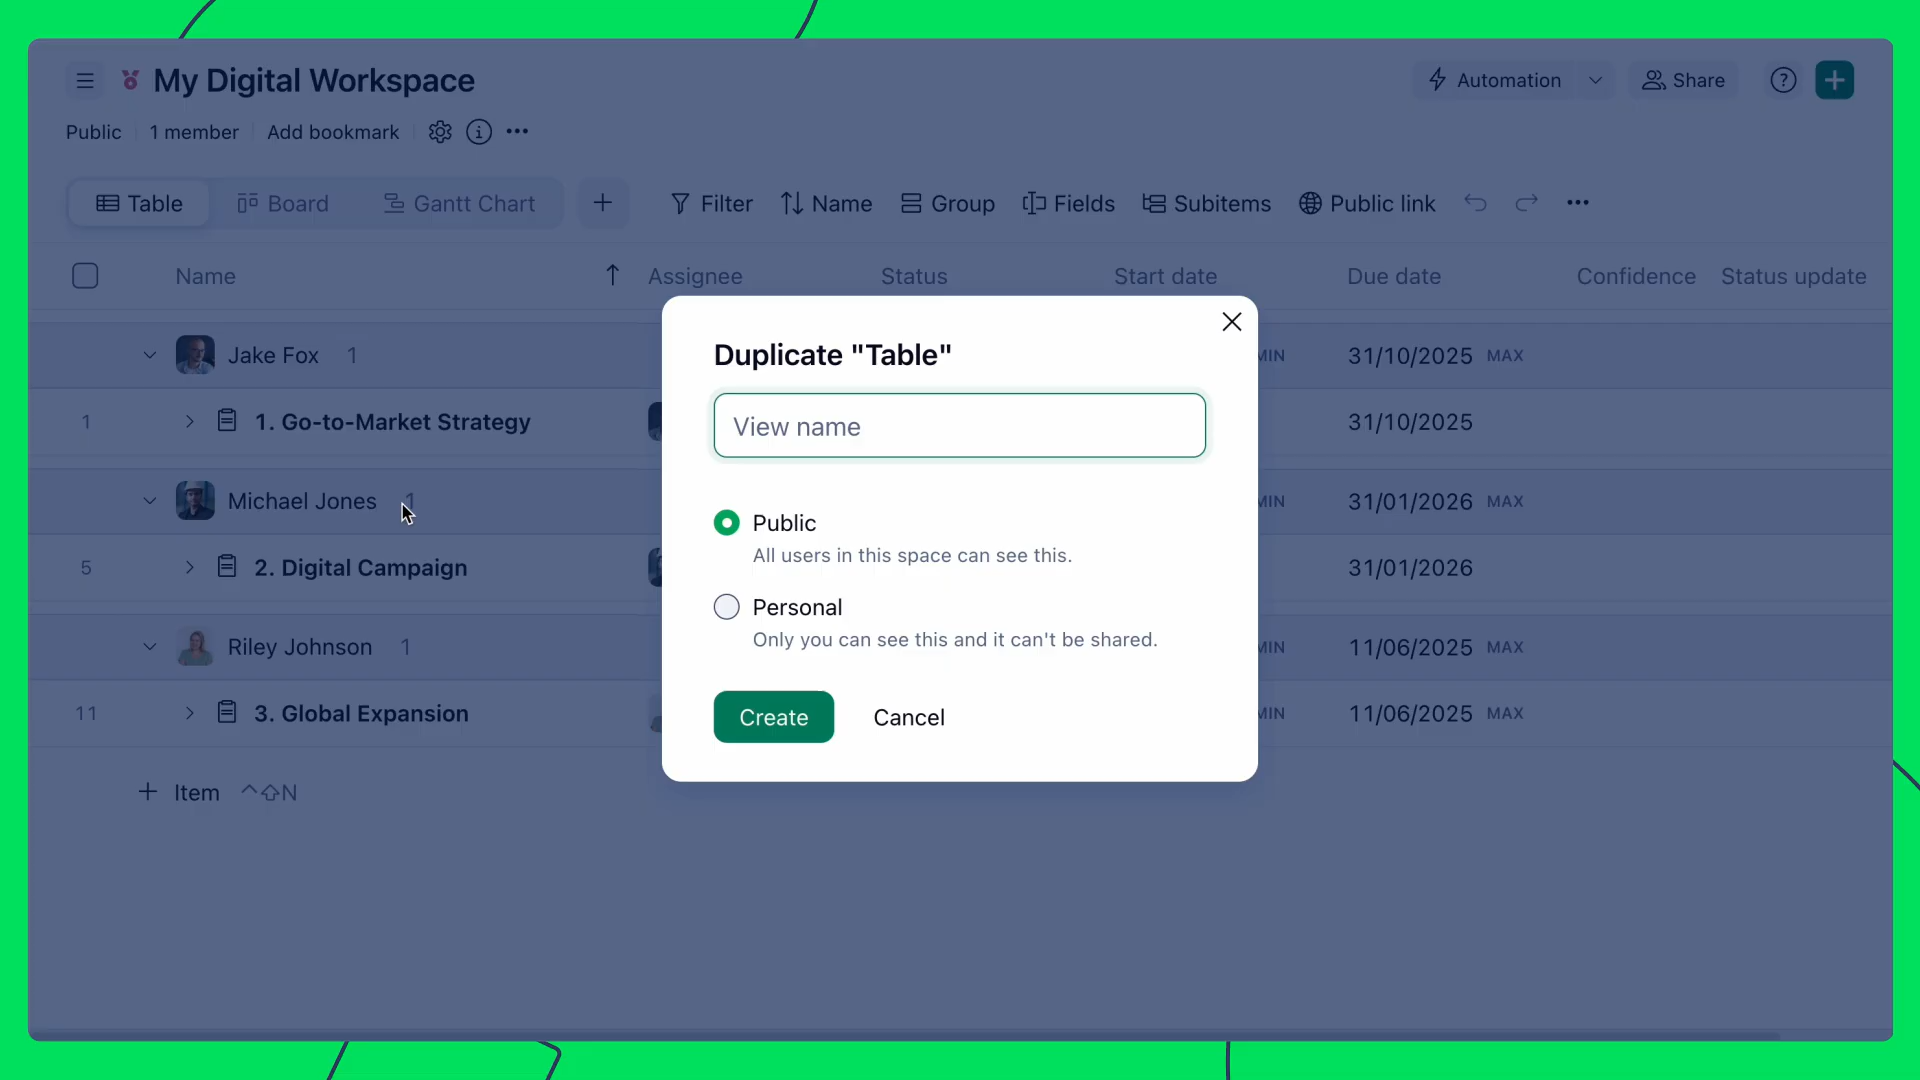 My Digital Workspace
Automation
Share
Public
1 member
Add bookmark
Table
Board
Gantt Chart
Filter
Name
Group
Fields
Subitems
Public link
Name
Assignee
Status
Start date
Due date
Confidence
Status update
Jake Fox 1
31/10/2025 MAX
1
1. Go-to-Market Strategy
31/10/2025
Michael Jones 1
31/01/2026 MAX
5
2. Digital Campaign
31/01/2026
Riley Johnson 1
MIN
11/06/2025 MAX
11
3. Global Expansion
MIN
11/06/2025 MAX
+ Item ^⇧N
Duplicate "Table"
View name
Public
All users in this space can see this.
Personal
Only you can see this and it can't be shared.
Create
Cancel